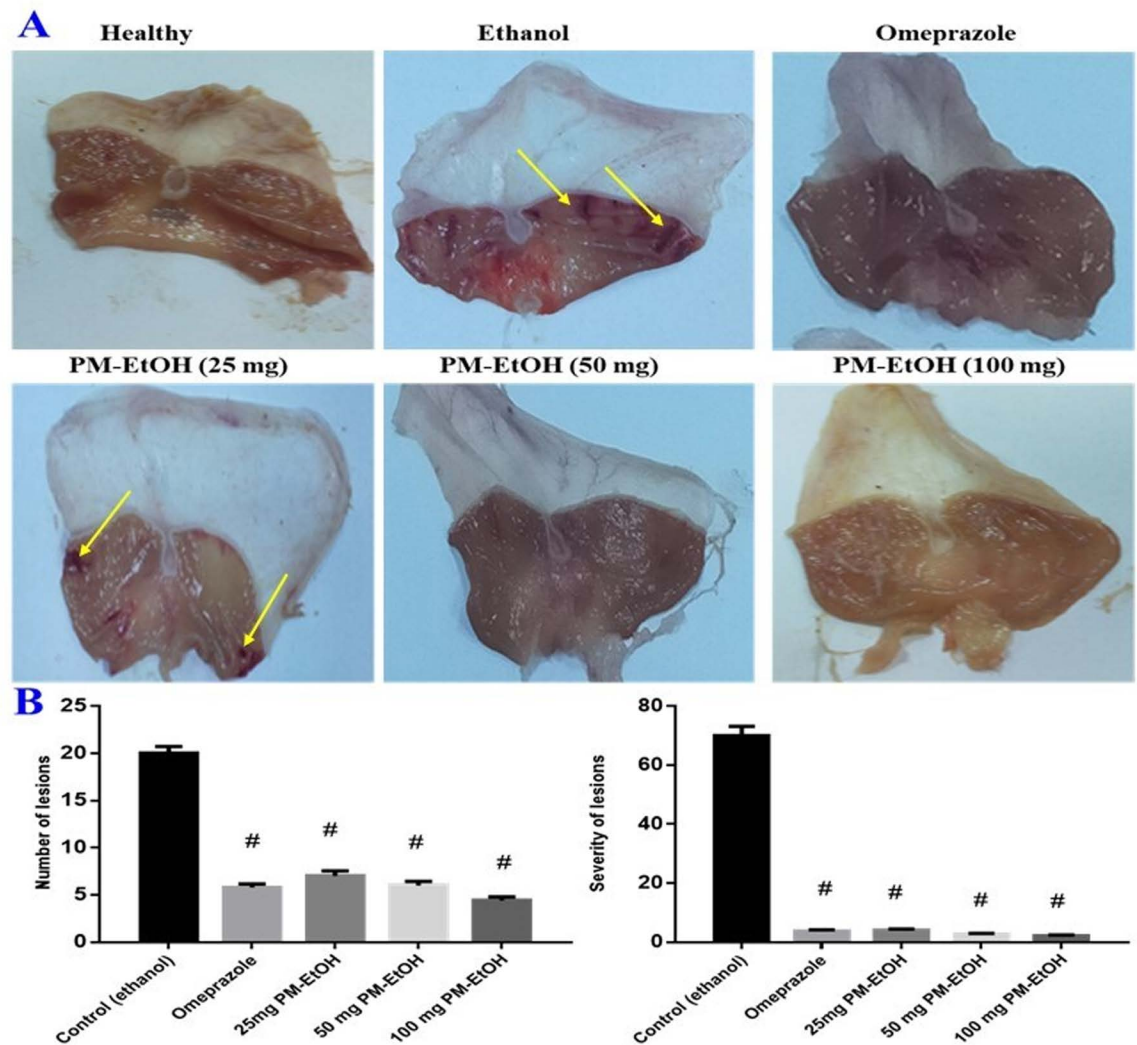 A
Healthy Ethanol Omeprazole
PM-EtOH (25 mg) PM-EtOH (50 mg) PM-EtOH (100 mg)
B
Number of lesions
25
20
15
10
5
0
# # # #
Control (ethanol)
Omeprazole
25mg PM-EtOH
50 mg PM-EtOH
100 mg PM-EtOH
Severity of lesions
80
60
40
20
0
# # # #
Control (ethanol)
Omeprazole
25mg PM-EtOH
50 mg PM-EtOH
100 mg PM-EtOH